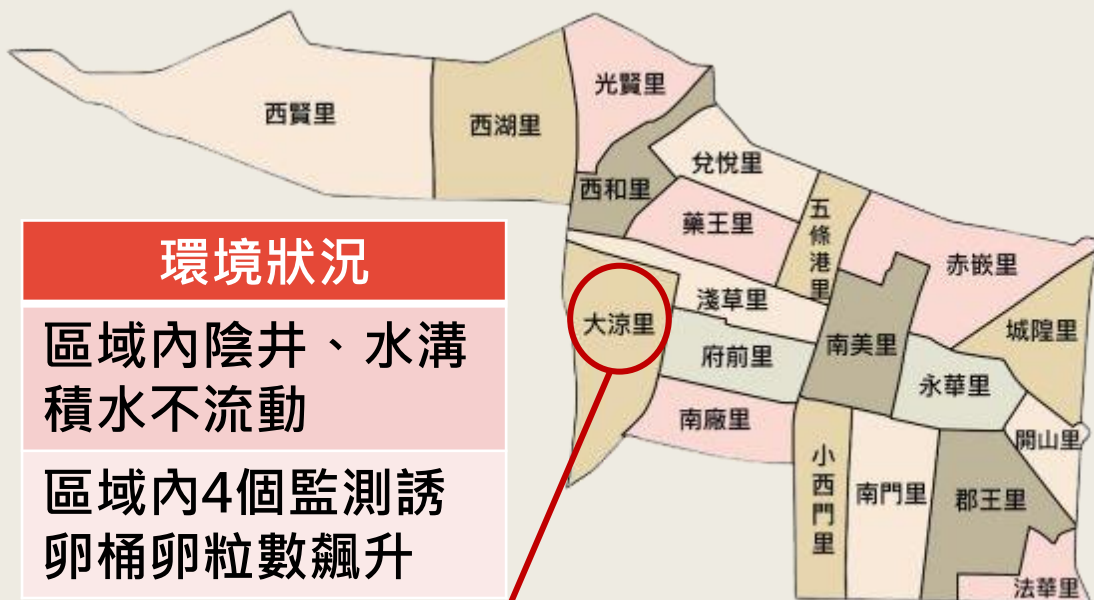 西賢里
西湖里
光賢里
西和里
兌悅里
藥王里
五條港里
赤嵌里
淺草里
大涼里
府前里
南美里
城隍里
永華里
南廠里
開山里
小西門里
南門里
郡王里
法華里
環境狀況
區域內陰井、水溝
積水不流動
區域內4個監測誘
卵桶卵粒數飆升